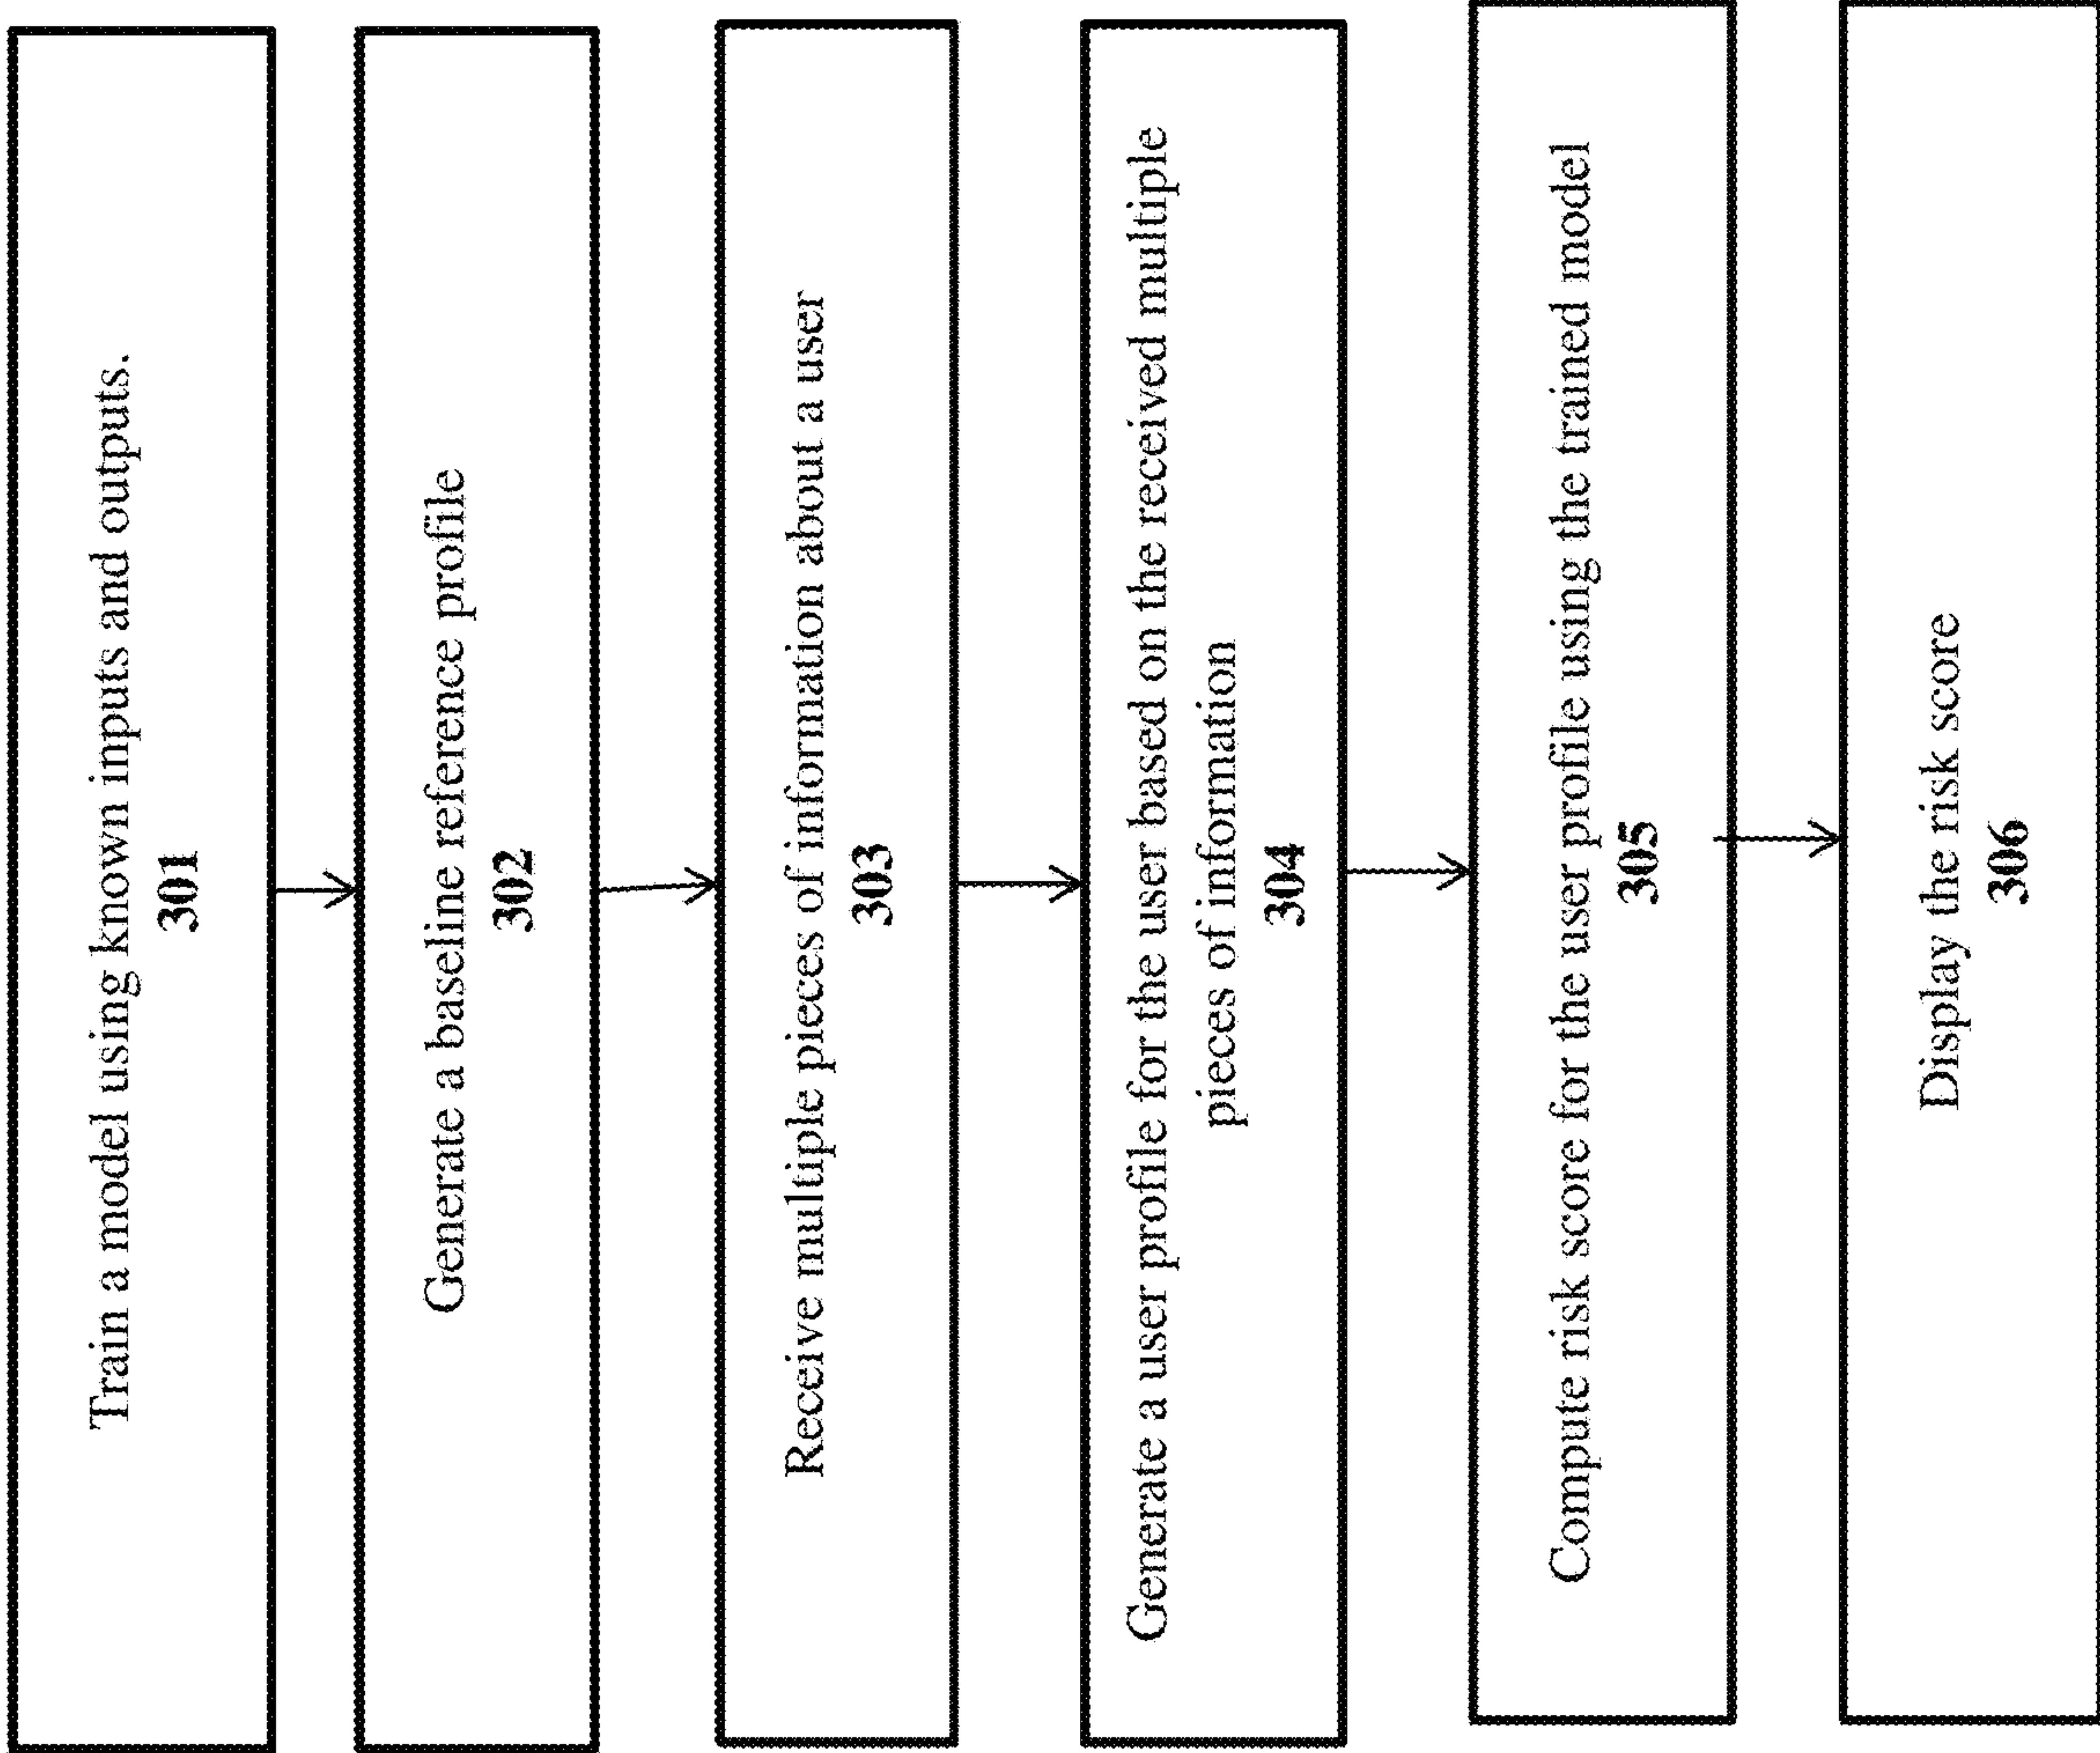 Train a model using known inputs and outputs.
301
Generate a baseline reference profile
302
Receive multiple pieces of information about a user
303
Generate a user profile for the user based on the received multiple
pieces of information
304
Compute risk score for the user profile using the trained model
305
Display the risk score
306